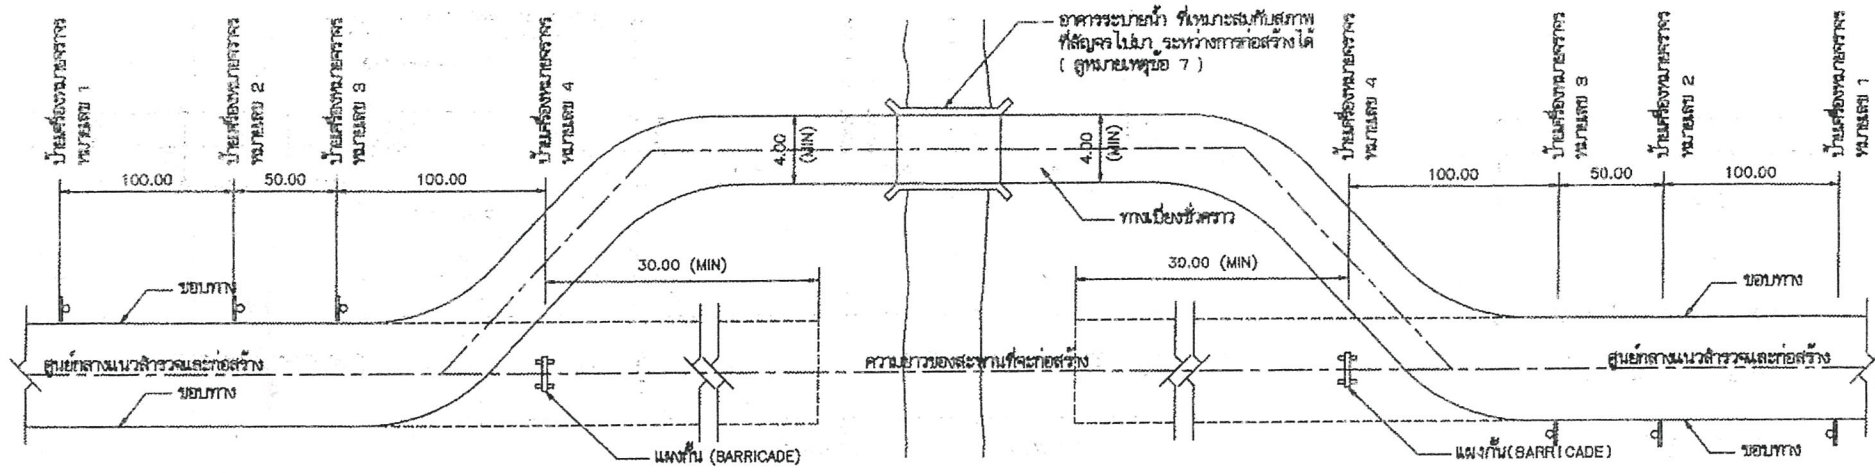 อาคารระบายน้ำ ที่เหมาะสมกับสภาพ
ที่สัญจรไปมา ระหว่างการก่อสร้างได้
( ดูหมายเหตุข้อ 7 )
ป้ายเครื่องหมายจราจร
หมายเลข 1
ป้ายเครื่องหมายจราจร
หมายเลข 2
ป้ายเครื่องหมายจราจร
หมายเลข 3
ป้ายเครื่องหมายจราจร
หมายเลข 4
ป้ายเครื่องหมายจราจร
หมายเลข 4
ป้ายเครื่องหมายจราจร
หมายเลข 3
ป้ายเครื่องหมายจราจร
หมายเลข 2
ป้ายเครื่องหมายจราจร
หมายเลข 1
4.00
(MIN)
4.00
(MIN)
100.00
50.00
100.00
100.00
50.00
100.00
ทางเบี่ยงชั่วคราว
30.00 (MIN)
30.00 (MIN)
ขอบทาง
ขอบทาง
ศูนย์กลางแนวสำรวจและก่อสร้าง
ความยาวของสะพานที่จะก่อสร้าง
ศูนย์กลางแนวสำรวจและก่อสร้าง
ขอบทาง
ขอบทาง
แผงกั้น (BARRICADE)
แผงกั้น(BARRICADE)